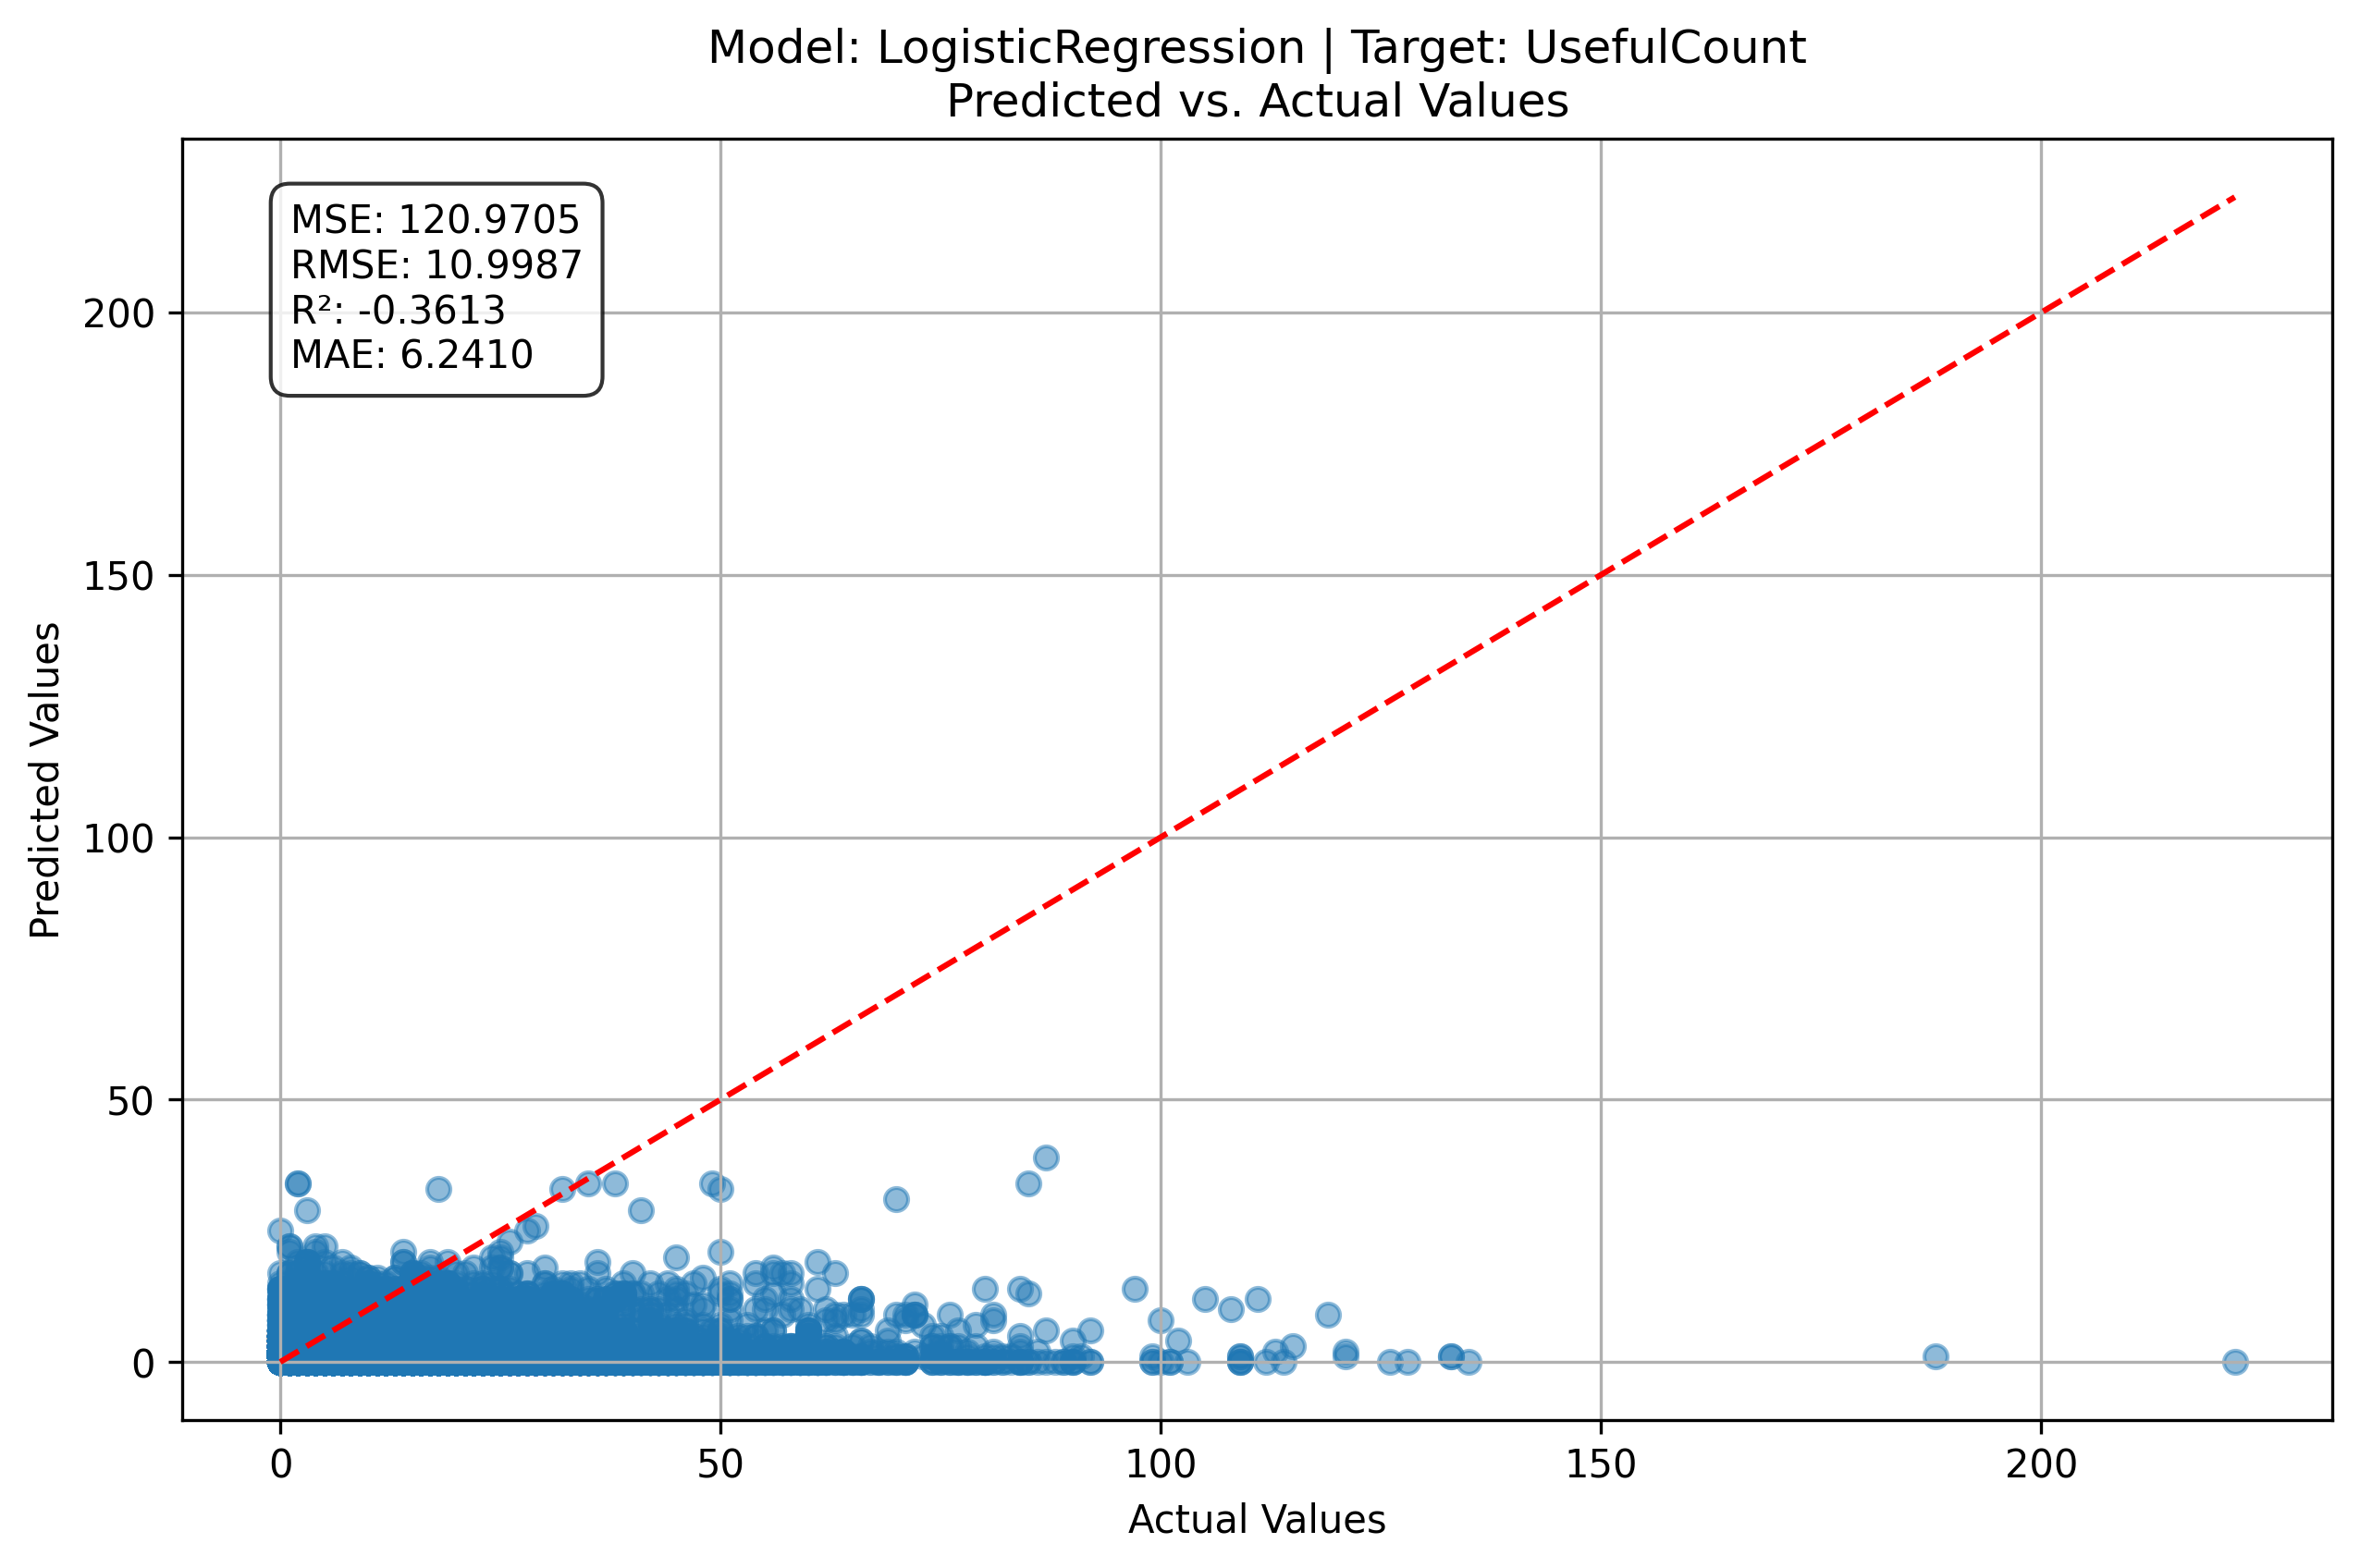 Model: LogisticRegression | Target: UsefulCount
Predicted vs. Actual Values
MSE: 120.9705
RMSE: 10.9987
R²: -0.3613
MAE: 6.2410
Predicted Values
200
150
100
50
0
0
50
100
150
200
Actual Values